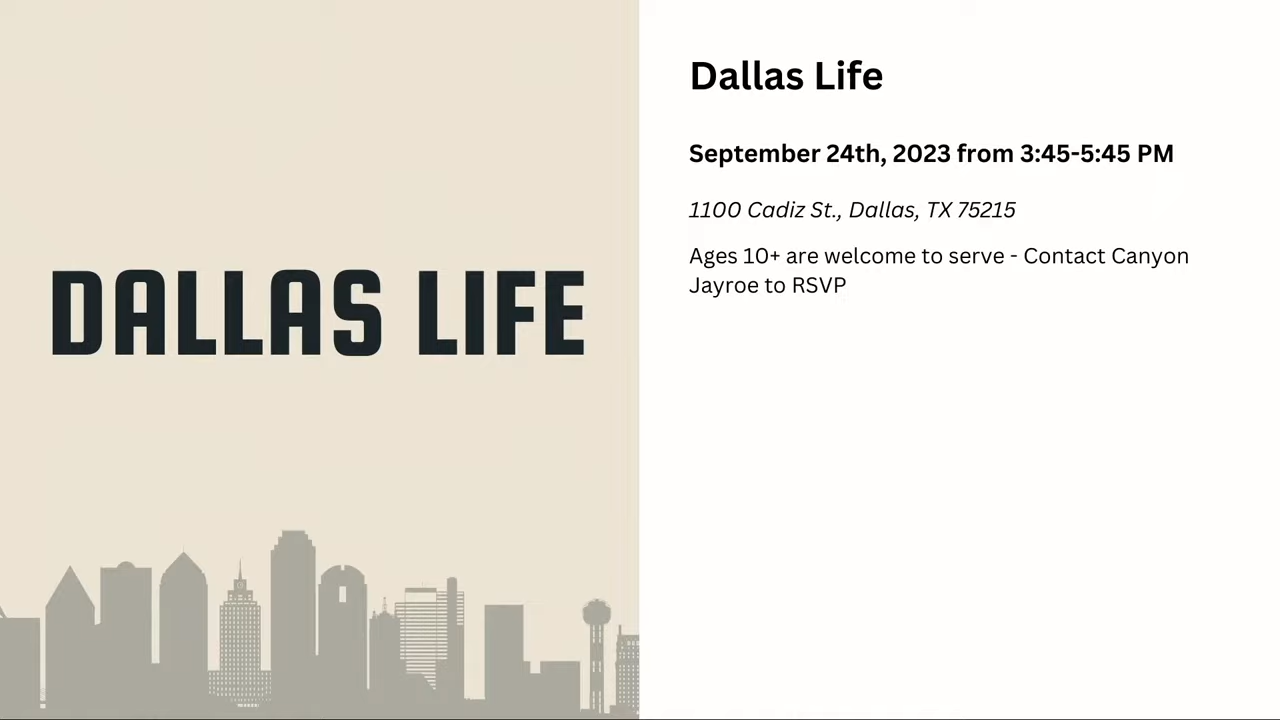 DALLAS LIFE
Dallas Life
September 24th, 2023 from 3:45-5:45 PM
1100 Cadiz St., Dallas, TX 75215
Ages 10+ are welcome to serve - Contact Canyon
Jayroe to RSVP